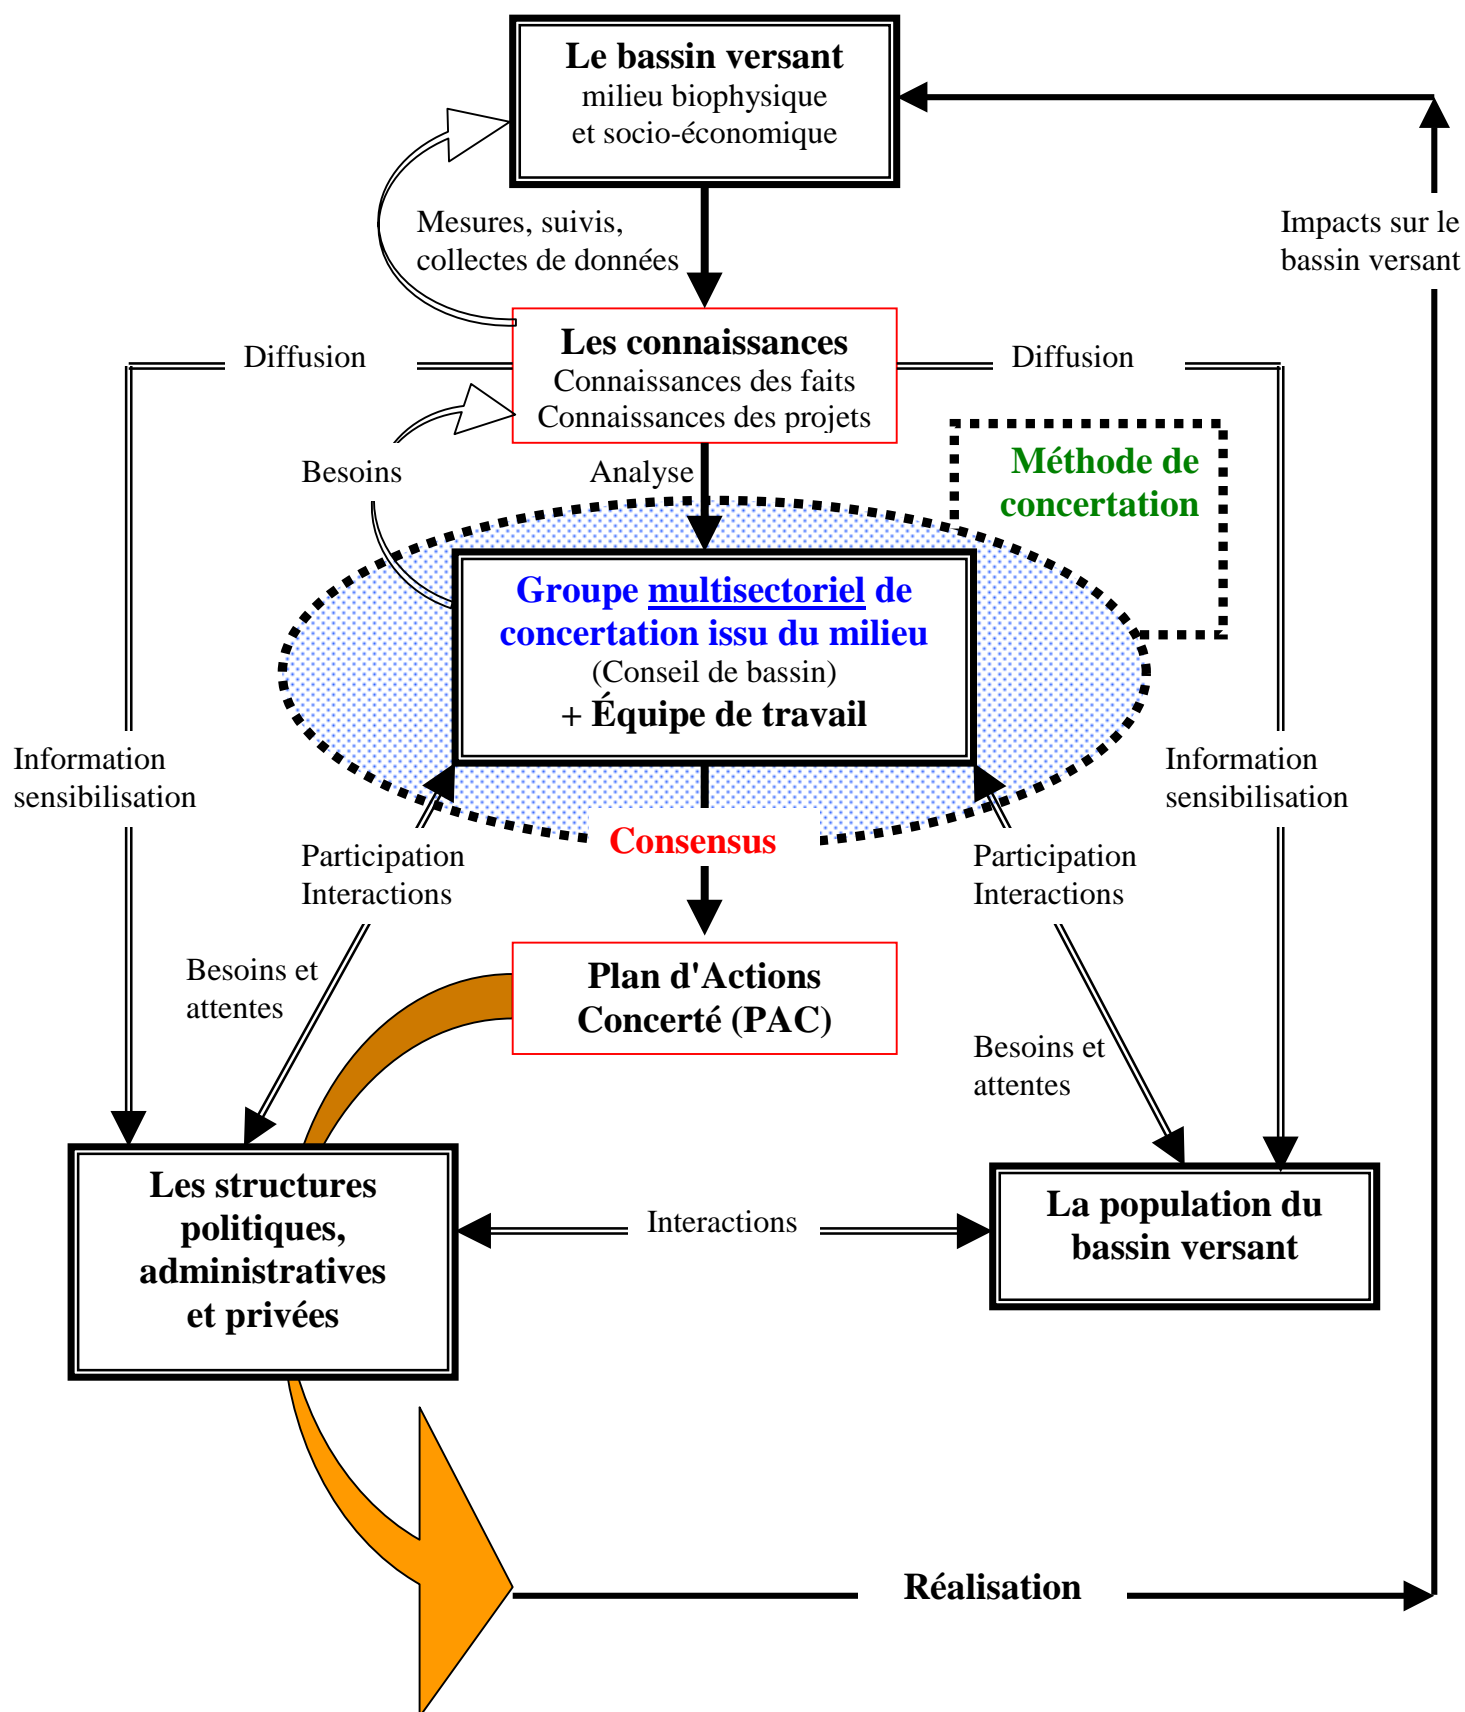 Le bassin versant
milieu biophysique
et socio-économique
Mesures, suivis,
collectes de données
Impacts sur le
bassin versant
Diffusion
Les connaissances
Connaissances des faits
Connaissances des projets
Diffusion
Besoins
Analyse
Méthode de
concertation
Groupe multisectoriel de
concertation issu du milieu
(Conseil de bassin)
+ Équipe de travail
Information
sensibilisation
Information
sensibilisation
Consensus
Participation
Interactions
Participation
Interactions
Besoins et
attentes
Plan d'Actions
Concerté (PAC)
Besoins et
attentes
Les structures
politiques,
administratives
et privées
Interactions
La population du
bassin versant
Réalisation